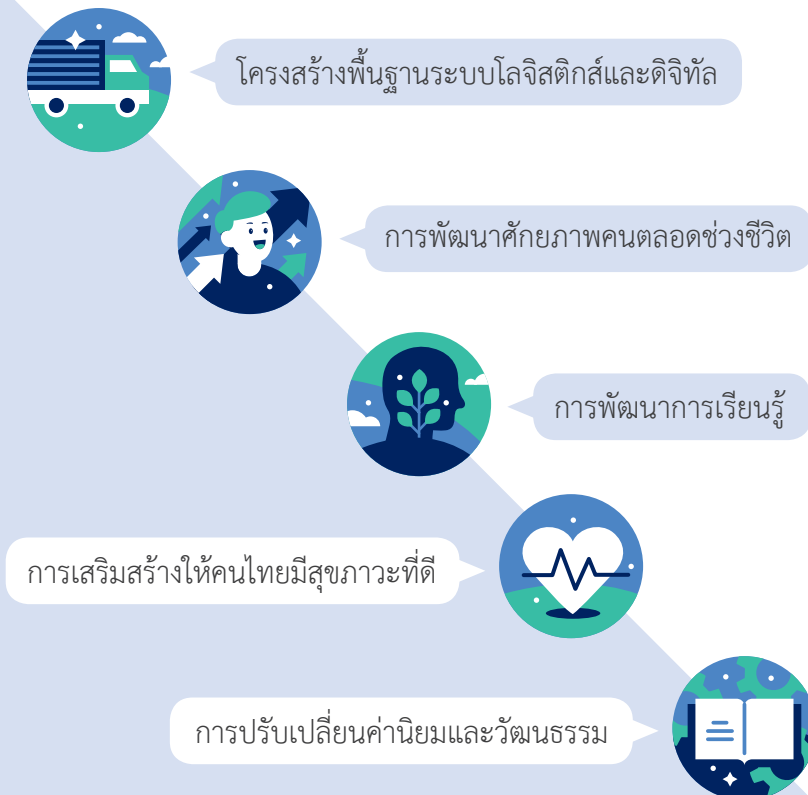 โครงสร้างพื้นฐานระบบโลจิสติกส์และดิจิทัล
การพัฒนาศักยภาพคนตลอดช่วงชีวิต
การพัฒนาการเรียนรู้
การเสริมสร้างให้คนไทยมีสุขภาวะที่ดี
การปรับเปลี่ยนค่านิยมและวัฒนธรรม